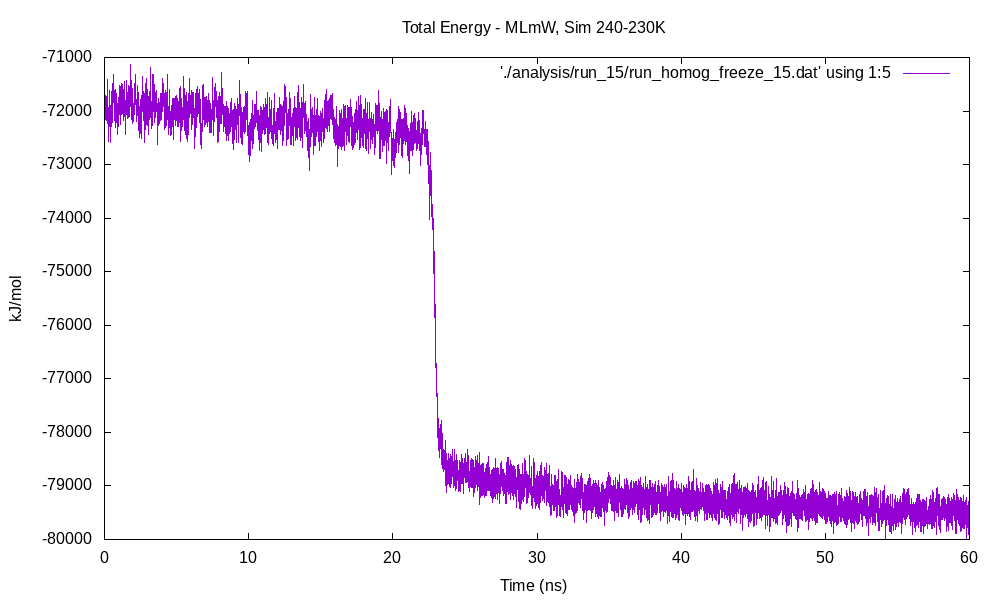 Total Energy - MLmW, Sim 240-230K
'./analysis/run_15/run_homog_freeze_15.dat' using 1:5
-71000
-72000
-73000
-74000
-75000
-76000
-77000
-78000
-79000
-80000
kJ/mol
0 10 20 30 40 50 60
Time (ns)